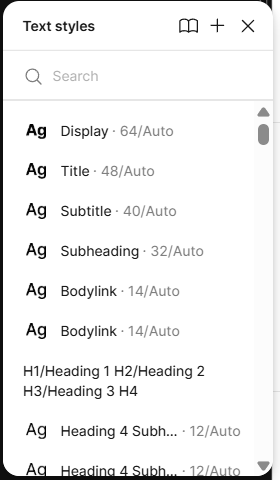 Text styles
Search
Ag Display · 64/Auto
Ag Title · 48/Auto
Ag Subtitle · 40/Auto
Ag Subheading · 32/Auto
Ag Bodylink · 14/Auto
Ag Bodylink · 14/Auto
H1/Heading 1 H2/Heading 2
H3/Heading 3 H4
Ag Heading 4 Subh... · 12/Auto
Ag Heading 4 Subh... · 12/Auto